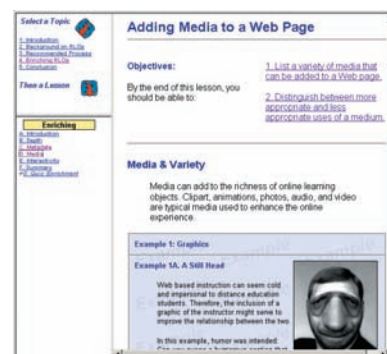 Select a Topic
1. Introduction
2. Background on RLOs
3. Recommended Process
4. Enriching RLOs
5. Conclusion
Then a Lesson
Enriching
A. Introduction
B. Depth
C. Metadata
D. Media
E. Interactivity
F. Summary
Adding Media to a Web Page
Objectives:
By the end of this lesson, you
should be able to:
1. List a variety of media that
can be added to a Web page.
2. Distinguish between more
appropriate and less
appropriate uses of a medium.
Media & Variety
Media can add to the richness of online learning
objects. Clipart, animations, photos, audio, and video
are typical media used to enhance the online
experience.
Example 1: Graphics
Example 1A. A Still Head
Web based instruction can seem cold
and impersonal to distance education
students. Therefore, the inclusion of a
graphic of the instructor might serve to
improve the relationship between the two.
In this example, humor was intended.